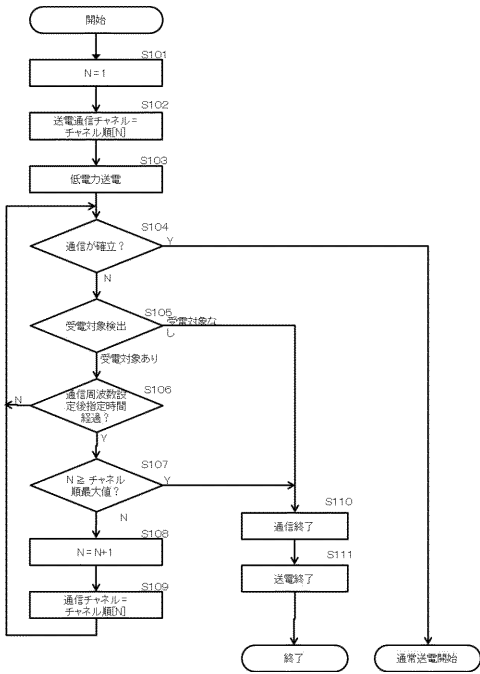 開始
S101
N=1
S102
送電通信チャネル=
チャネル順[N]
S103
低電力送電
S104
通信が確立？
Y
N
S105
受電対象検出
受電対象な
し
受電対象あり
S106
通信周波数設
定後指定時間
経過？
N
Y
S107
N ≧ チャネル
順最大値？
Y
N
S108
N=N+1
S109
通信チャネル=
チャネル順[N]
S110
通信終了
S111
送電終了
終了
通常送電開始